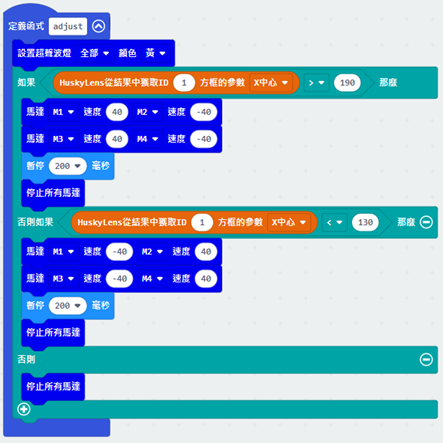 定義函式 adjust
設置超聲波燈 全部 顏色 黃
如果 HuskyLens從結果中獲取ID 1 方框的參數 X中心 > 190 那麼
馬達 M1 速度 40 M2 速度 -40
馬達 M3 速度 40 M4 速度 -40
暫停 200 毫秒
停止所有馬達
否則如果 HuskyLens從結果中獲取ID 1 方框的參數 X中心 < 130 那麼
馬達 M1 速度 -40 M2 速度 40
馬達 M3 速度 -40 M4 速度 40
暫停 200 毫秒
停止所有馬達
否則
停止所有馬達